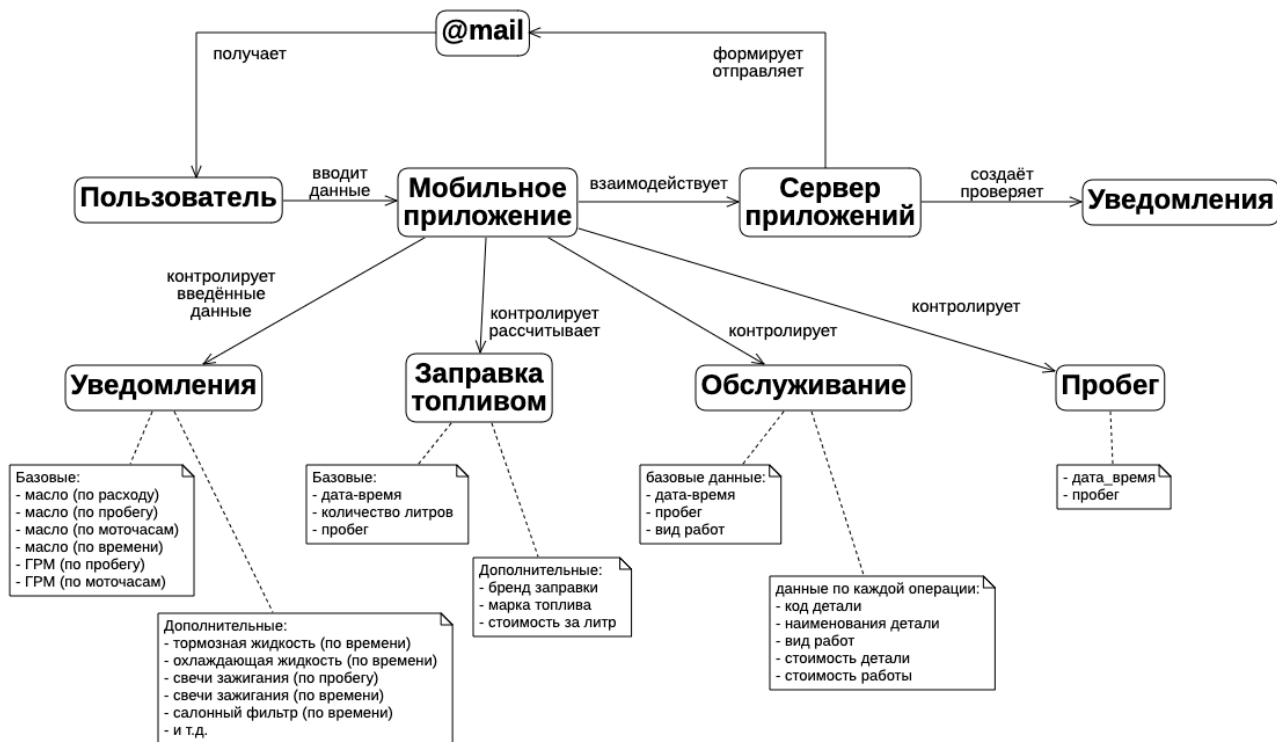 @mail
получает
формирует
отправляет
Пользователь
вводит
данные
Мобильное
приложение
взаимодействует
Сервер
приложений
создаёт
проверяет
Уведомления
контролирует
введённые
данные
контролирует
рассчитывает
контролирует
контролирует
Уведомления
Заправка
топливом
Обслуживание
Пробег
Базовые:
- масло (по расходу)
- масло (по пробегу)
- масло (по моточасам)
- масло (по времени)
- ГРМ (по пробегу)
- ГРМ (по моточасам)
Дополнительные:
- тормозная жидкость (по времени)
- охлаждающая жидкость (по времени)
- свечи зажигания (по пробегу)
- свечи зажигания (по времени)
- салонный фильтр (по времени)
- и т.д.
Базовые:
- дата-время
- количество литров
- пробег
Дополнительные:
- бренд заправки
- марка топлива
- стоимость за литр
базовые данные:
- дата-время
- пробег
- вид работ
данные по каждой операции:
- код детали
- наименования детали
- вид работ
- стоимость детали
- стоимость работы
- дата_время
- пробег